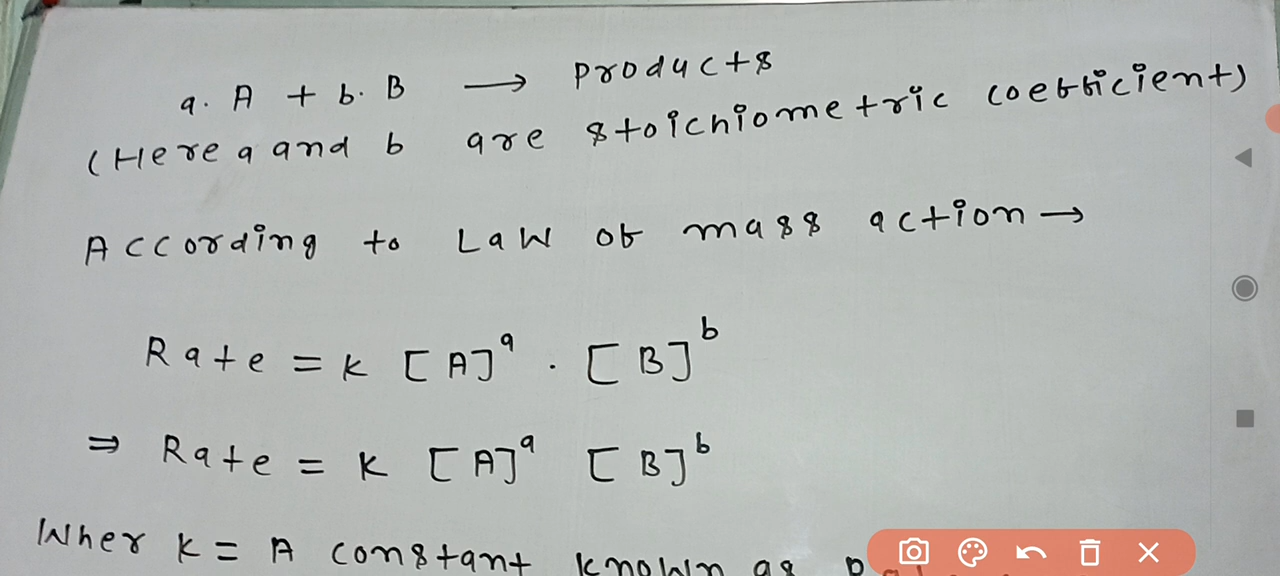 a. A + b. B → products
(Here a and b are stoichiometric coefficient)
According to Law of mass action →
Rate = K [A]ᵃ . [B]ᵇ
⇒ Rate = K [A]ᵃ [B]ᵇ
Wher K = A constant known as